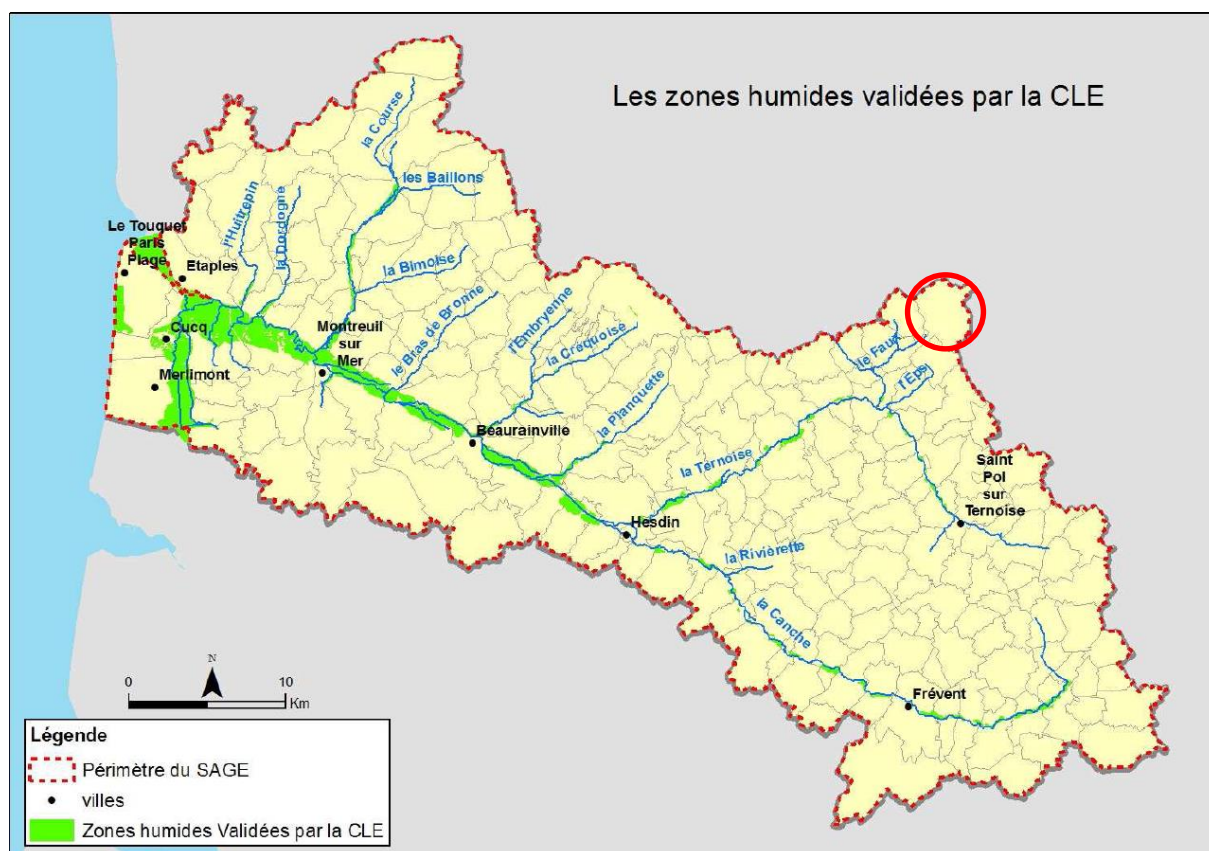 Les zones humides validées par la CLE
la Course
les Baillons
l'Huitrepin
la Dordogne
Le Touquet
Paris
Plage
Etaples
la Bimoise
Cucq
Montreuil
sur
Mer
le Bras de Bronne
l'Embryenne
la Créquoise
Merlimont
la Planquette
le Faux
l'Eps
Beaurainville
la Ternoise
Saint
Pol
sur
Ternoise
Hesdin
la Rivièrette
la Canche
Frévent
N
0 10
Km
Légende
Périmètre du SAGE
villes
Zones humides Validées par la CLE